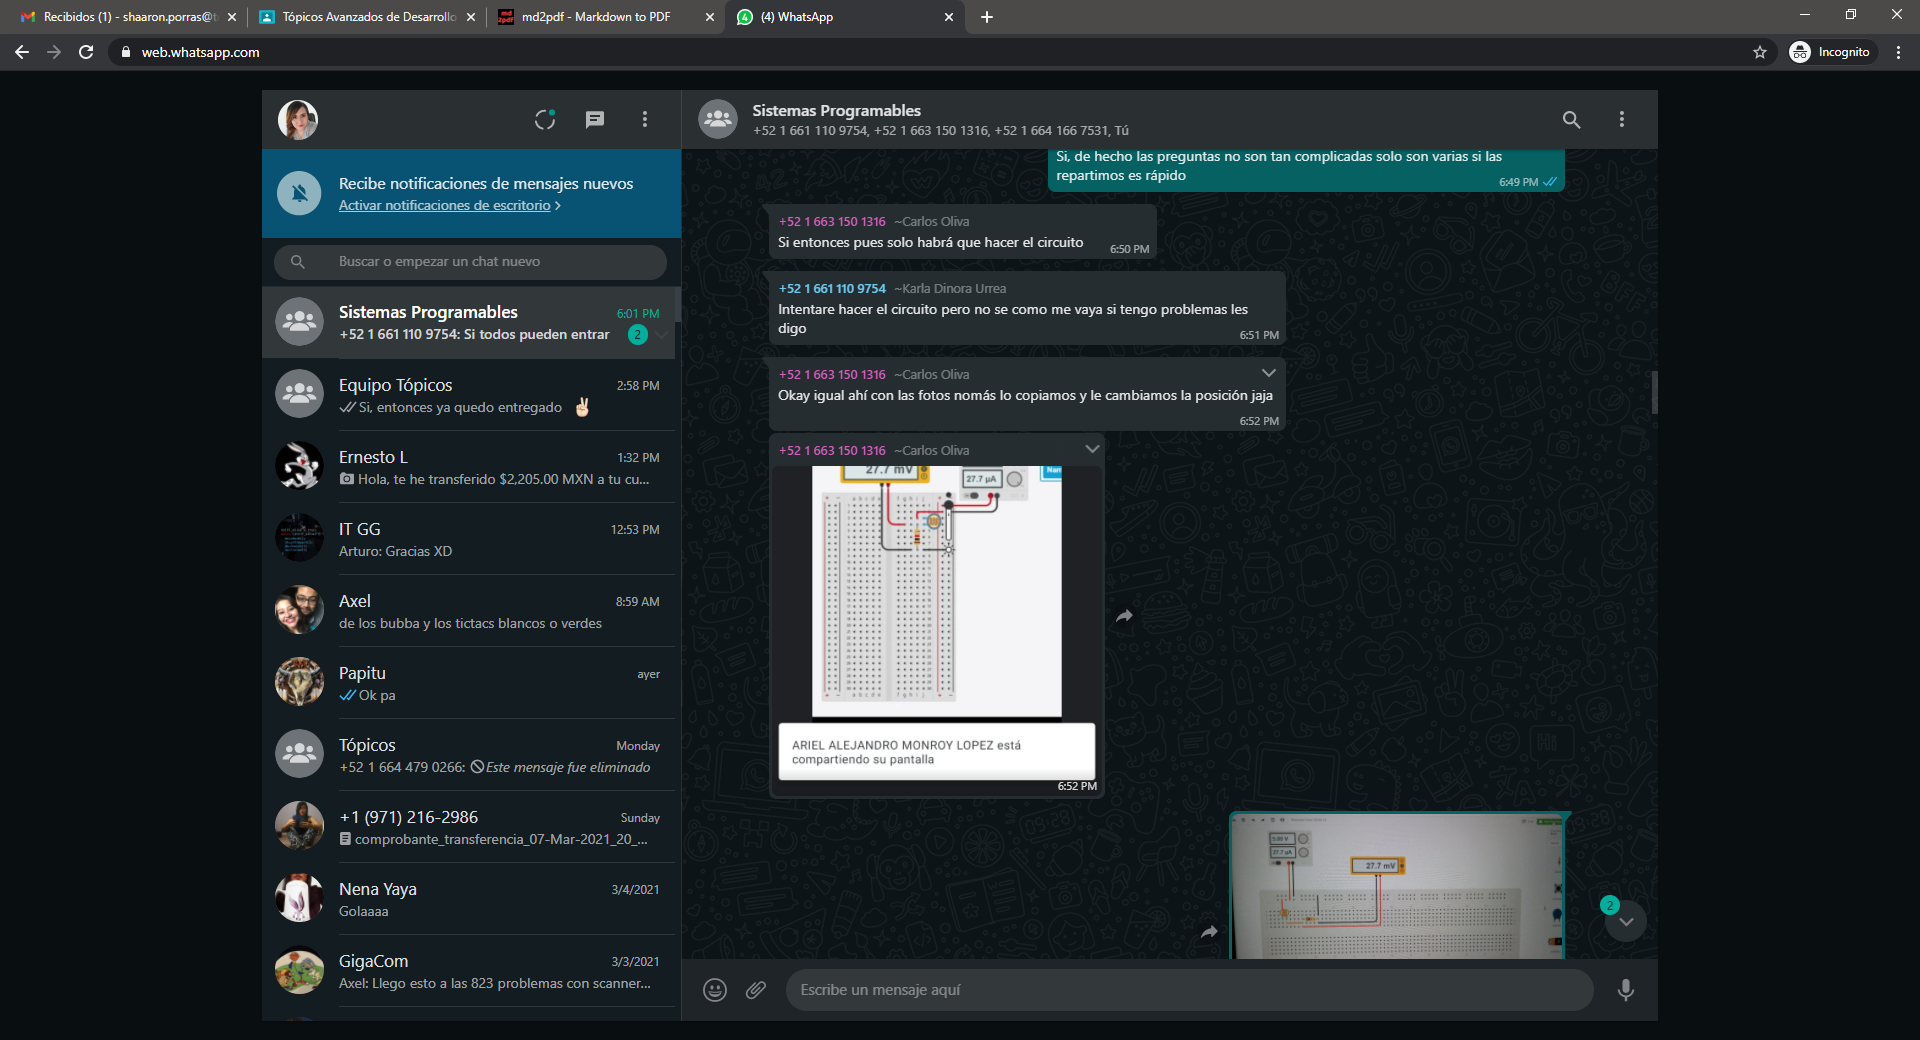 Recibidos (1) - shaaron.porras@t
Tópicos Avanzados de Desarrollo
md2pdf - Markdown to PDF
(4) WhatsApp
web.whatsapp.com
Incognito
Recibe notificaciones de mensajes nuevos
Activar notificaciones de escritorio >
Buscar o empezar un chat nuevo
Sistemas Programables
6:01 PM
+52 1 661 110 9754: Si todos pueden entrar
2
Equipo Tópicos
2:58 PM
Si, entonces ya quedo entregado ✌🏻
Ernesto L
1:32 PM
Hola, te he transferido $2,205.00 MXN a tu cu...
IT GG
12:53 PM
Arturo: Gracias XD
Axel
8:59 AM
de los bubba y los tictacs blancos o verdes
Papitu
ayer
Ok pa
Tópicos
Monday
+52 1 664 479 0266: Este mensaje fue eliminado
+1 (971) 216-2986
Sunday
comprobante_transferencia_07-Mar-2021_20_...
Nena Yaya
3/4/2021
Golaaaa
GigaCom
3/3/2021
Axel: Llego esto a las 823 problemas con scanner...
Sistemas Programables
+52 1 661 110 9754, +52 1 663 150 1316, +52 1 664 166 7531, Tú
Si, de hecho las preguntas no son tan complicadas solo son varias si las
repartimos es rápido
6:49 PM
+52 1 663 150 1316 ~Carlos Oliva
Si entonces pues solo habrá que hacer el circuito
6:50 PM
+52 1 661 110 9754 ~Karla Dinora Urrea
Intentare hacer el circuito pero no se como me vaya si tengo problemas les
digo
6:51 PM
+52 1 663 150 1316 ~Carlos Oliva
Okay igual ahí con las fotos nomás lo copiamos y le cambiamos la posición jaja
6:52 PM
+52 1 663 150 1316 ~Carlos Oliva
27.7 mV
27.7 µA
ARIEL ALEJANDRO MONROY LOPEZ está
compartiendo su pantalla
6:52 PM
27.7 mV
2
Escribe un mensaje aquí